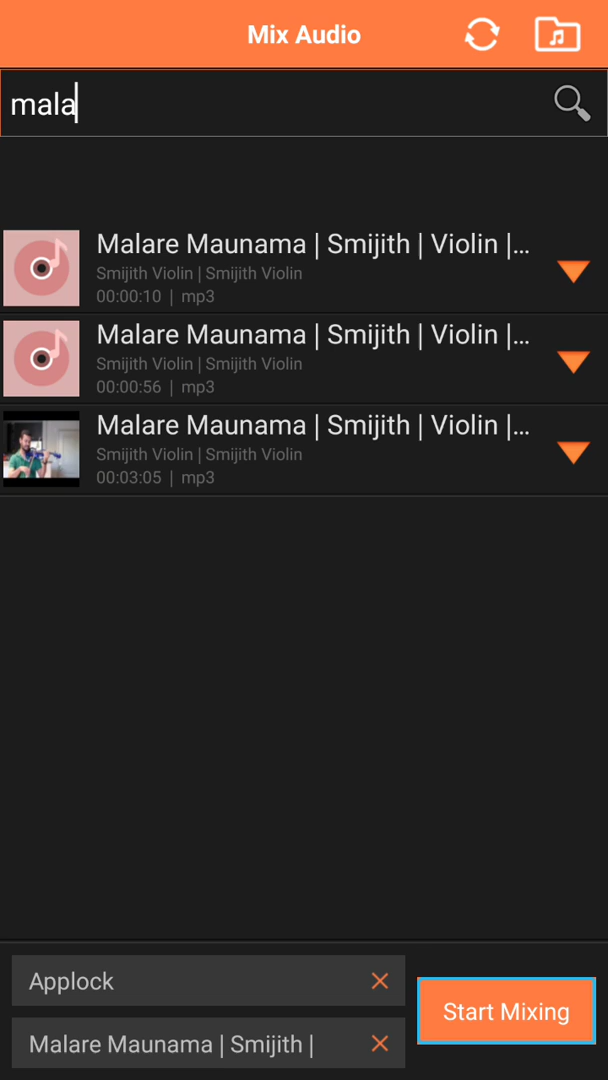 Mix Audio
mala
Malare Maunama | Smijith | Violin |...
Smijith Violin | Smijith Violin
00:00:10 | mp3
Malare Maunama | Smijith | Violin |...
Smijith Violin | Smijith Violin
00:00:56 | mp3
Malare Maunama | Smijith | Violin |...
Smijith Violin | Smijith Violin
00:03:05 | mp3
Applock
Malare Maunama | Smijith |
Start Mixing